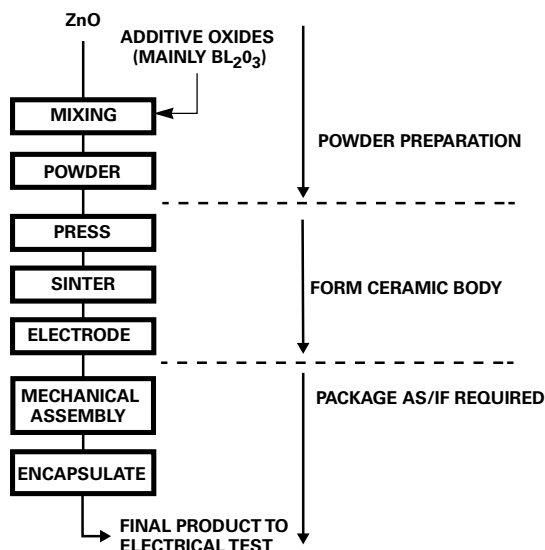 ZnO
ADDITIVE OXIDES
(MAINLY BL₂0₃)
MIXING
POWDER
POWDER PREPARATION
PRESS
SINTER
ELECTRODE
FORM CERAMIC BODY
MECHANICAL
ASSEMBLY
ENCAPSULATE
PACKAGE AS/IF REQUIRED
FINAL PRODUCT TO
ELECTRICAL TEST